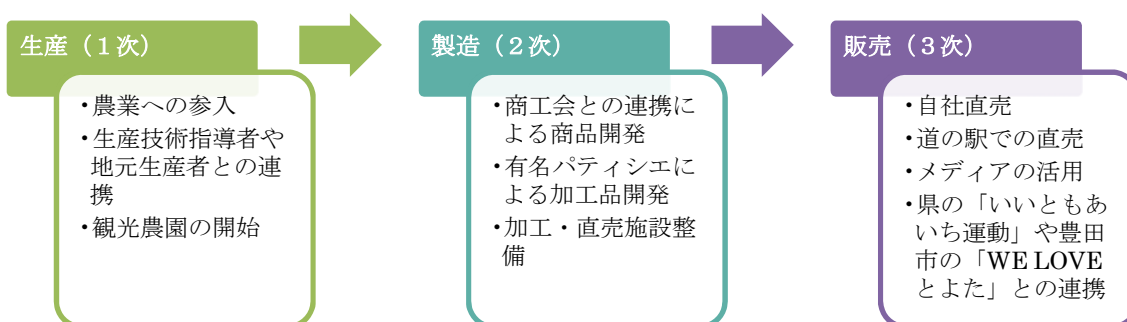 生産（１次）
・農業への参入
・生産技術指導者や
地元生産者との連
携
・観光農園の開始
製造（２次）
・商工会との連携に
よる商品開発
・有名パティシエに
よる加工品開発
・加工・直売施設整
備
販売（３次）
・自社直売
・道の駅での直売
・メディアの活用
・県の「いいともあ
いち運動」や豊田
市の「WE LOVE
とよた」との連携